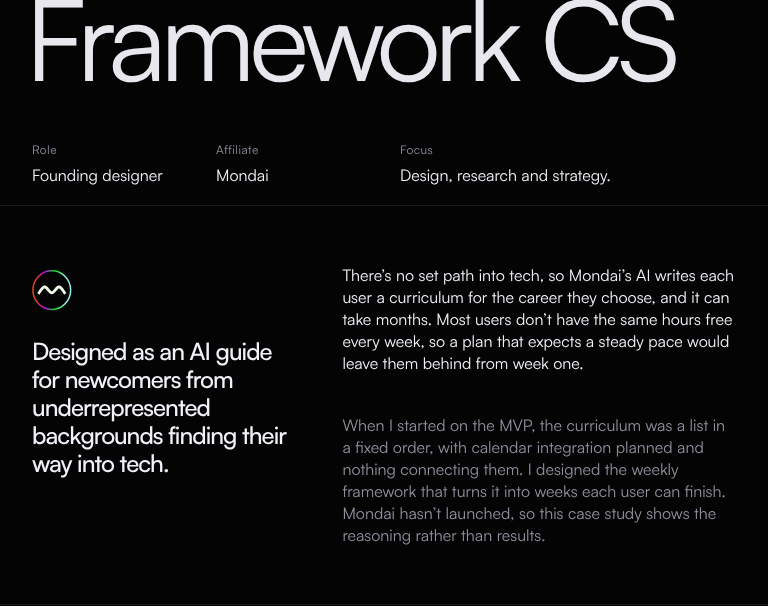 Framework CS
Role
Founding designer
Affiliate
Mondai
Focus
Design, research and strategy.
Designed as an AI guide
for newcomers from
underrepresented
backgrounds finding their
way into tech.
There’s no set path into tech, so Mondai’s AI writes each
user a curriculum for the career they choose, and it can
take months. Most users don’t have the same hours free
every week, so a plan that expects a steady pace would
leave them behind from week one.
When I started on the MVP, the curriculum was a list in
a fixed order, with calendar integration planned and
nothing connecting them. I designed the weekly
framework that turns it into weeks each user can finish.
Mondai hasn’t launched, so this case study shows the
reasoning rather than results.